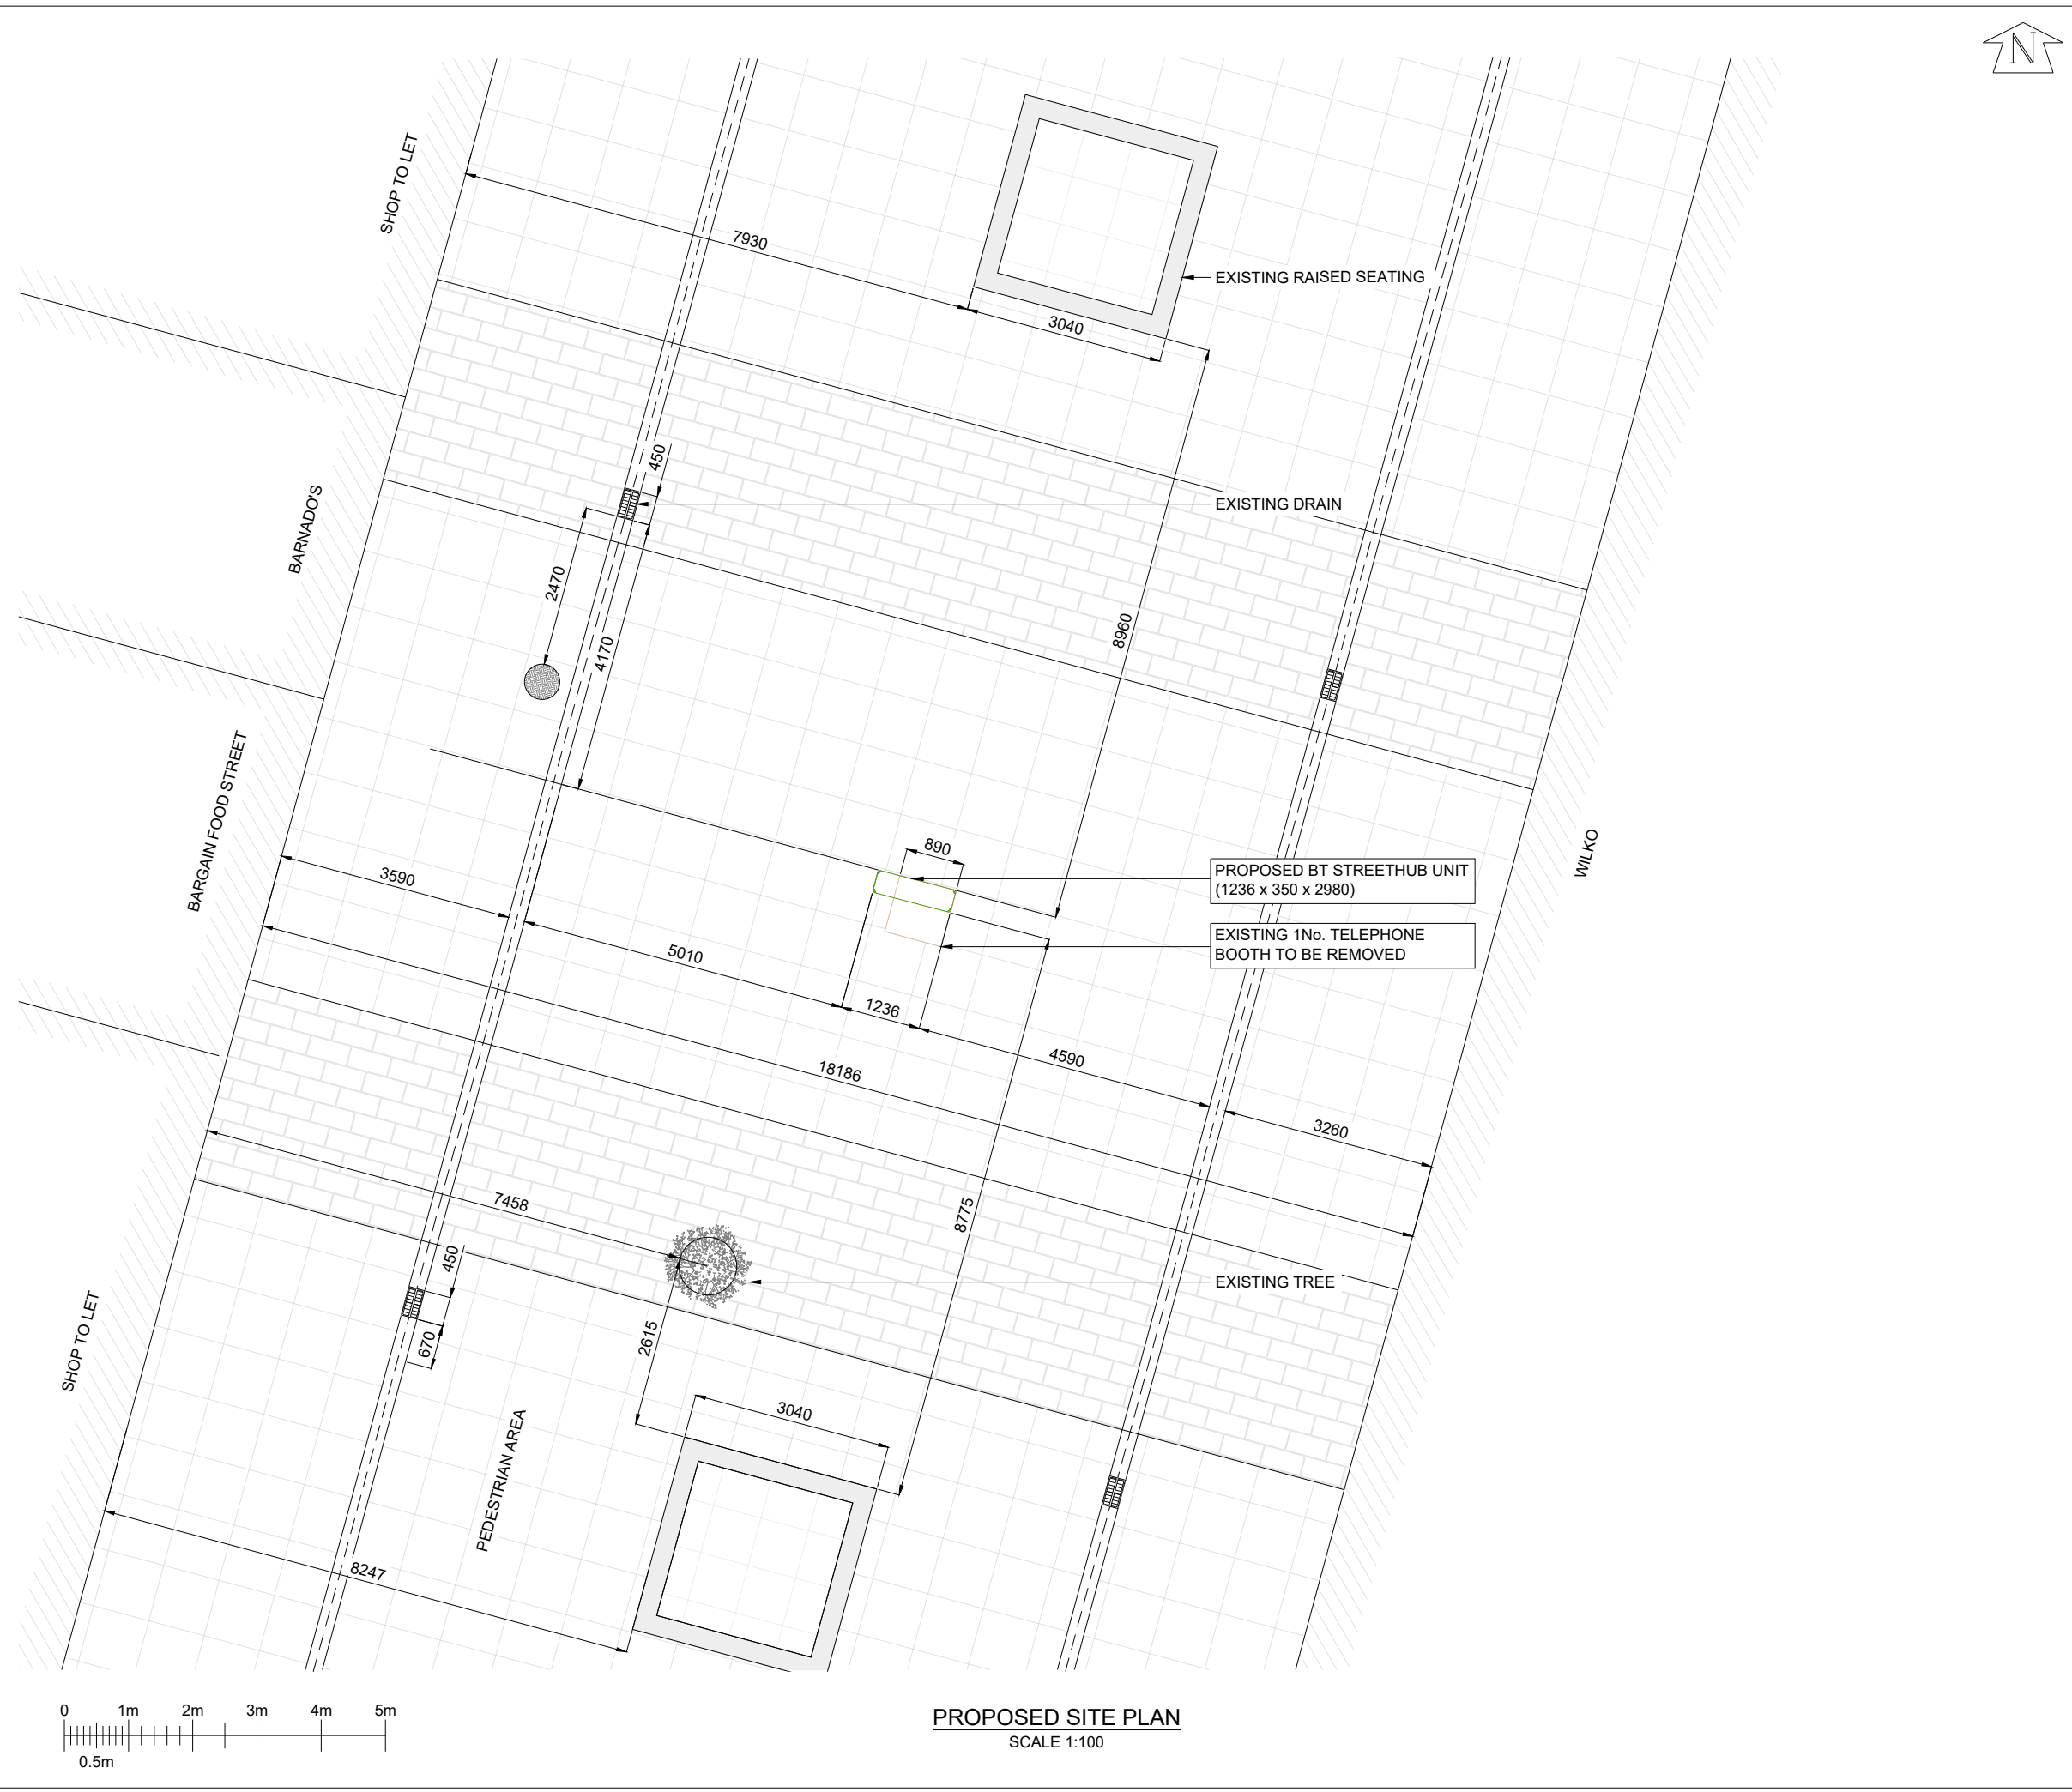 N
SHOP TO LET
7930
EXISTING RAISED SEATING
3040
450
EXISTING DRAIN
BARNADO'S
2470
4170
8960
BARGAIN FOOD STREET
WILKO
890
PROPOSED BT STREETHUB UNIT
(1236 x 350 x 2980)
3590
EXISTING 1No. TELEPHONE
BOOTH TO BE REMOVED
5010
1236
4590
18186
3260
7458
8775
450
EXISTING TREE
670
2615
SHOP TO LET
3040
PEDESTRIAN AREA
8247
0 1m 2m 3m 4m 5m
0.5m
PROPOSED SITE PLAN
SCALE 1:100